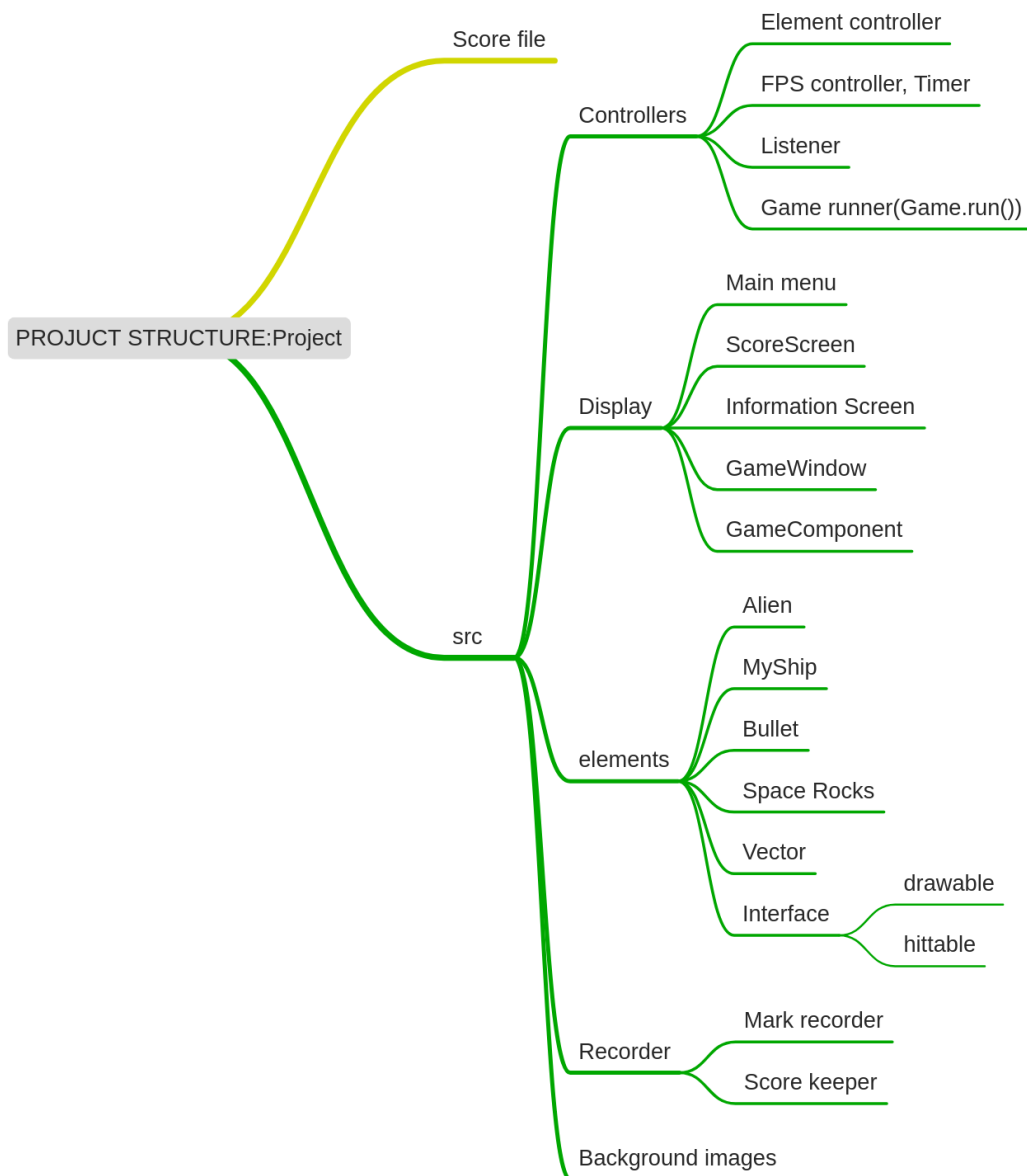 Score file
PROJUCT STRUCTURE:Project
src
Controllers
Element controller
FPS controller, Timer
Listener
Game runner(Game.run())
Display
Main menu
ScoreScreen
Information Screen
GameWindow
GameComponent
elements
Alien
MyShip
Bullet
Space Rocks
Vector
Interface
drawable
hittable
Recorder
Mark recorder
Score keeper
Background images